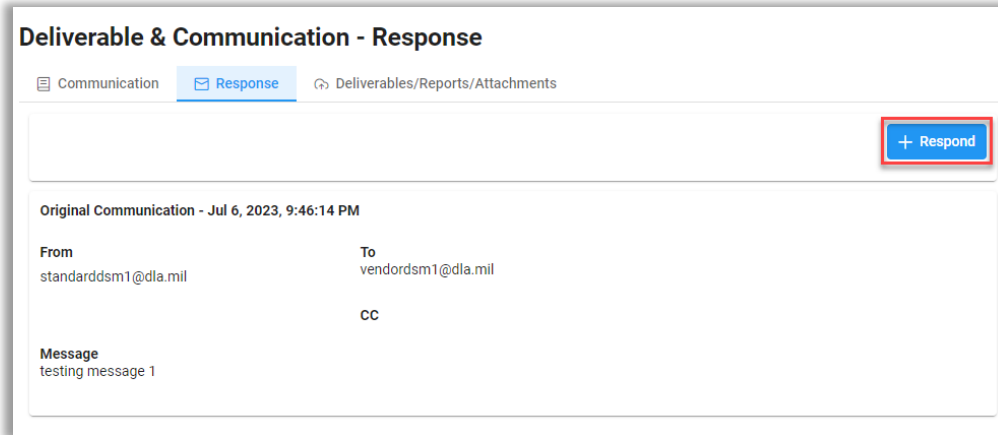 Deliverable & Communication - Response
Communication Response Deliverables/Reports/Attachments
+ Respond
Original Communication - Jul 6, 2023, 9:46:14 PM
From To
standarddsm1@dla.mil vendordsm1@dla.mil
CC
Message
testing message 1